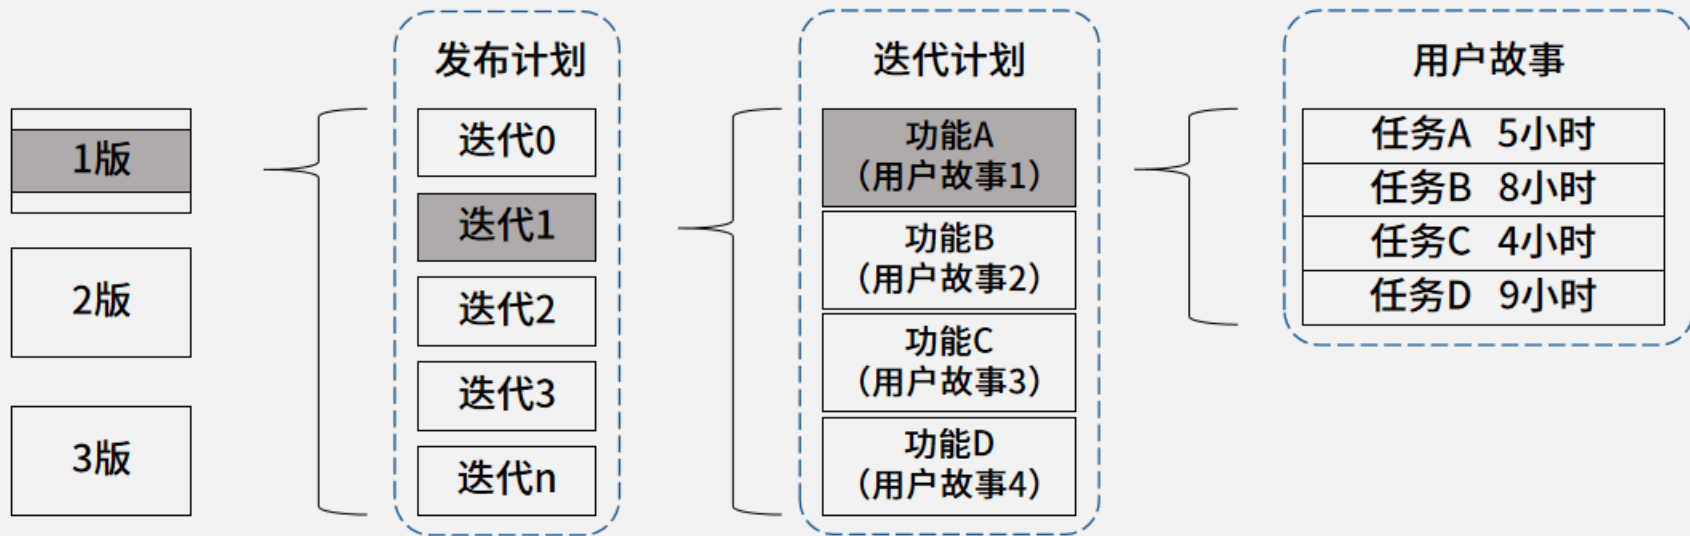 1版
2版
3版
发布计划
迭代0
迭代1
迭代2
迭代3
迭代n
迭代计划
功能A
（用户故事1）
功能B
（用户故事2）
功能C
（用户故事3）
功能D
（用户故事4）
用户故事
任务A 5小时
任务B 8小时
任务C 4小时
任务D 9小时